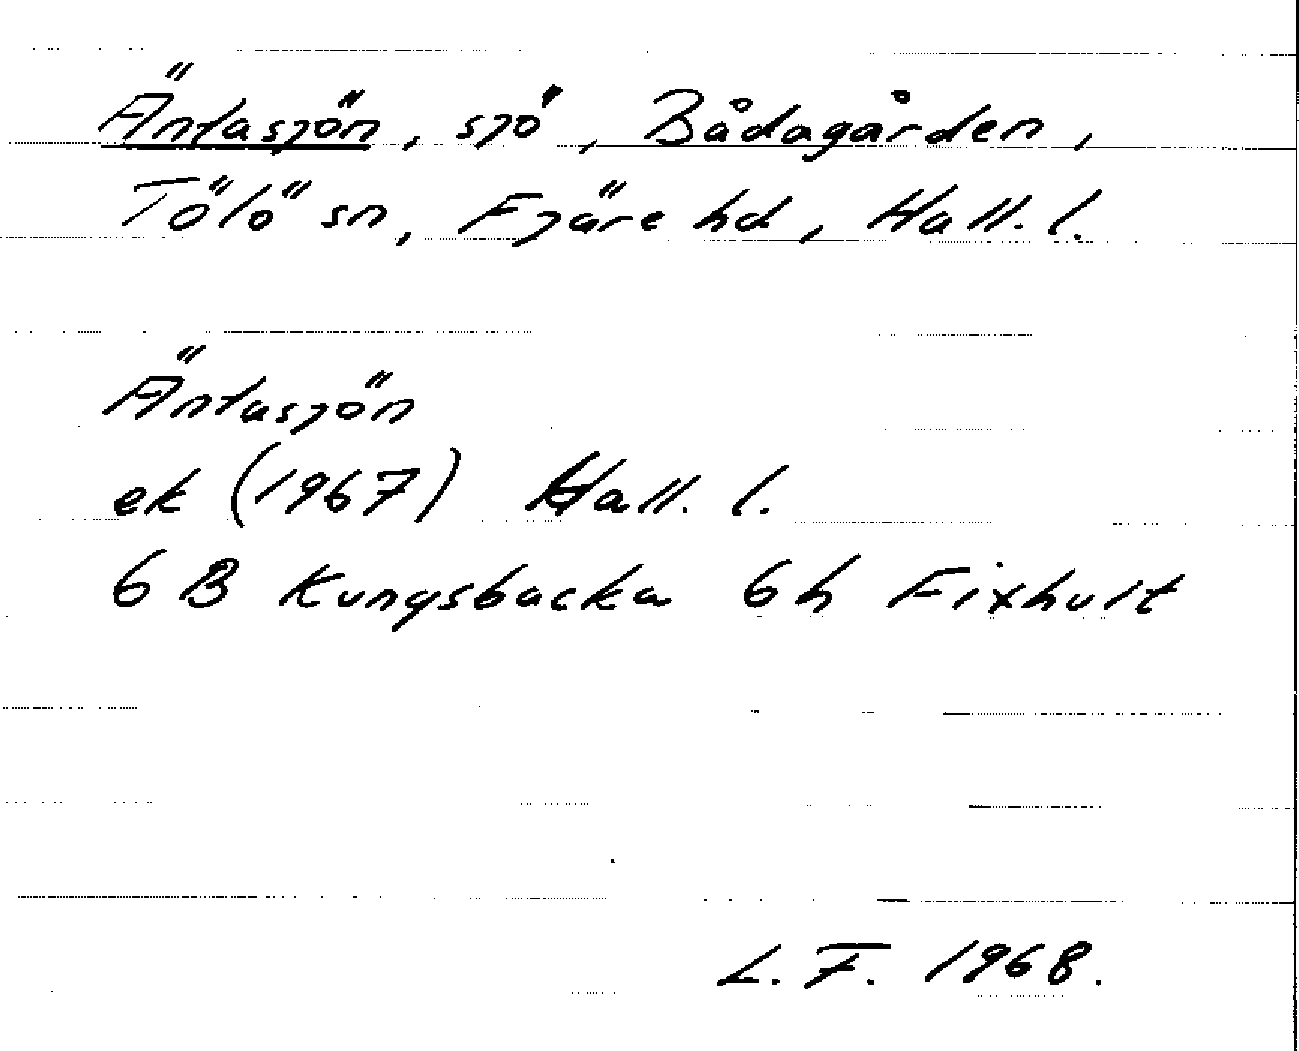 Äntasjön, sjö, Bådagården,
Tölö sn, Fjäre hd, Hall. l.
Äntasjön
ek (1967) Hall. l.
6 B Kungsbacka 6 h Fixhult
L. F. 1968.